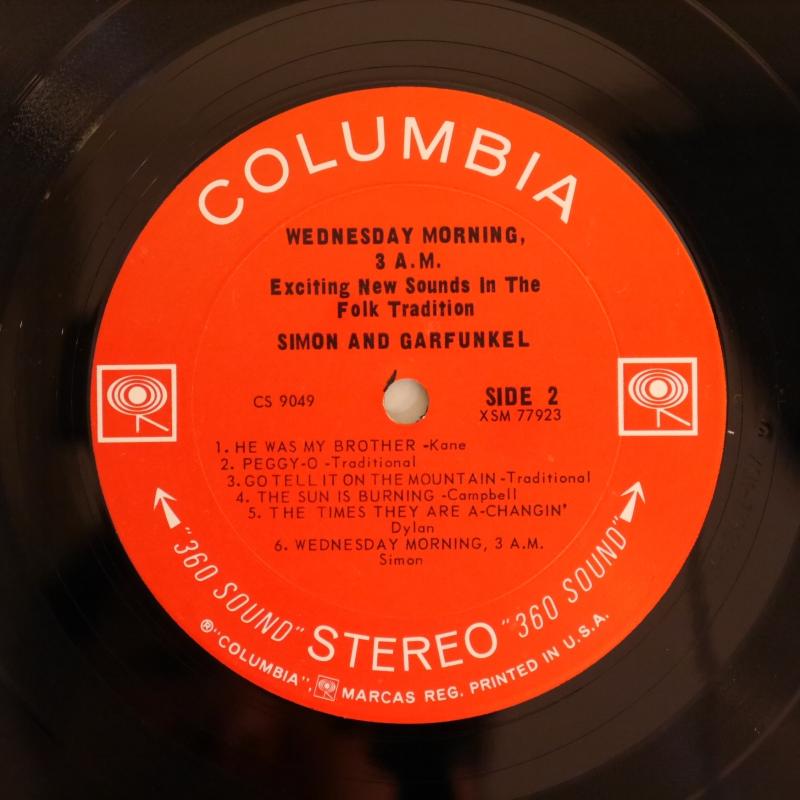 COLUMBIA
WEDNESDAY MORNING,
3 A.M.
Exciting New Sounds In The
Folk Tradition
SIMON AND GARFUNKEL
CS 9049
SIDE 2
XSM 77923
1. HE WAS MY BROTHER -Kane
2. PEGGY-O -Traditional
3. GO TELL IT ON THE MOUNTAIN -Traditional
4. THE SUN IS BURNING -Campbell
5. THE TIMES THEY ARE A-CHANGIN'
Dylan
6. WEDNESDAY MORNING, 3 A.M.
Simon
"360 SOUND" STEREO "360 SOUND"
®"COLUMBIA", MARCAS REG. PRINTED IN U.S.A.